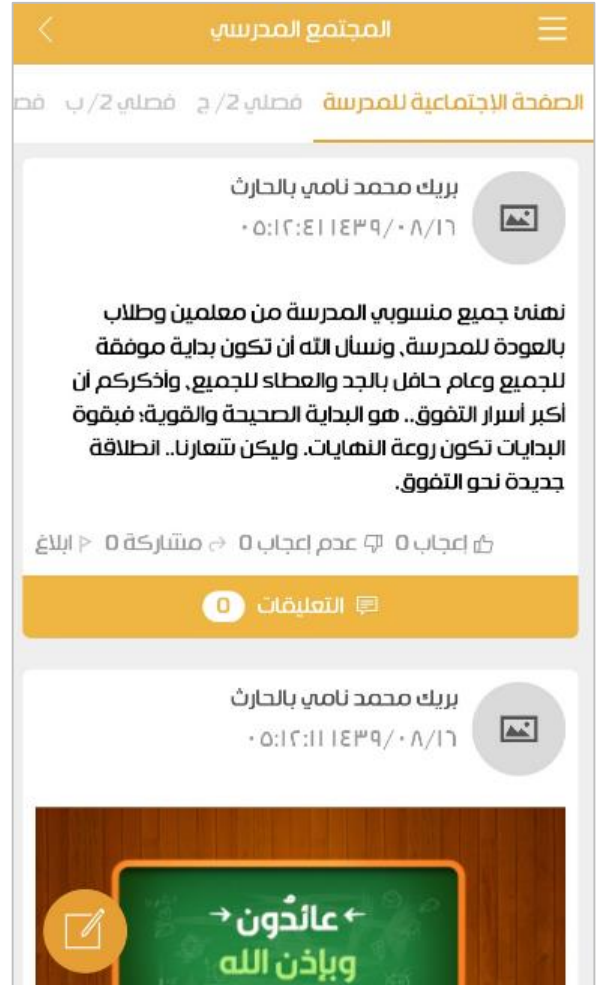 المجتمع المدرسي
الصفحة الإجتماعية للمدرسة فصلي 2/ ج فصلي 2/ ب فص
بريك محمد نامي بالحارث
١٤٣٩/٠٨/١٦ ٠٥:١٢:٤١
نهنئ جميع منسوبي المدرسة من معلمين وطلاب
بالعودة للمدرسة، ونسأل الله أن تكون بداية موفقة
للجميع وعام حافل بالجد والعطاء للجميع، وأذكركم أن
أكبر أسرار التفوق.. هو البداية الصحيحة والقوية؛ فبقوة
البدايات تكون روعة النهايات. وليكن شعارنا.. انطلاقة
جديدة نحو التفوق.
إعجاب 0 عدم إعجاب 0 مشاركة 0 ابلاغ
التعليقات 0
بريك محمد نامي بالحارث
١٤٣٩/٠٨/١٦ ٠٥:١٢:١١
عائدُون
وبإذن الله